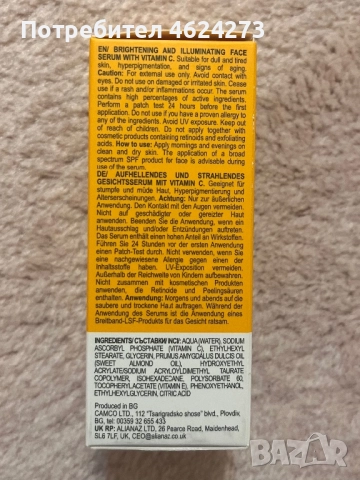 Потребител 4624273
EN/ BRIGHTENING AND ILLUMINATING FACE
SERUM WITH VITAMIN C. Suitable for dull and tired
skin, hyperpigmentation, and signs of aging.
Caution: For external use only. Avoid contact with
eyes. Do not use on damaged or irritated skin. Cease
use if a rash and/or inflammations occur. The serum
contains high percentages of active ingredients.
Perform a patch test 24 hours before the first
application. Do not use if you have a proven allergy to
any of the ingredients. Avoid UV exposure. Keep out
of reach of children. Do not apply together with
cosmetic products containing retinoids and exfoliating
acids. How to use: Apply mornings and evenings on
clean and dry skin. The application of a broad
spectrum SPF product for face is advisable during
use of the serum.
DE/ AUFHELLENDES UND STRAHLENDES
GESICHTSSERUM MIT VITAMIN C. Geeignet für
stumpfe und müde Haut, Hyperpigmentierung und
Alterserscheinungen. Achtung: Nur zur äußerlichen
Anwendung. Den Kontakt mit den Augen vermeiden.
Nicht auf geschädigter oder gereizter Haut
anwenden. Beenden Sie die Anwendung, wenn ein
Hautausschlag und/oder Entzündungen auftreten.
Das Serum enthält einen hohen Anteil an Wirkstoffen.
Führen Sie 24 Stunden vor der ersten Anwendung
einen Patch-Test durch. Nicht verwenden, wenn Sie
eine nachgewiesene Allergie gegen einen der
Inhaltsstoffe haben. UV-Exposition vermeiden.
Außerhalb der Reichweite von Kindern aufbewahren.
Nicht zusammen mit kosmetischen Produkten
anwenden, die Retinoide und Peelingsäuren
enthalten. Anwendung: Morgens und abends auf die
saubere und trockene Haut auftragen. Während der
Anwendung des Serums ist die Anwendung eines
Breitband-LSF-Produkts für das Gesicht ratsam.
INGREDIENTS/ СЪСТАВКИ/ INCI/: AQUA (WATER), SODIUM
ASCORBYL PHOSPHATE (VITAMIN C), ETHYLHEXYL
STEARATE, GLYCERIN, PRUNUS AMYGDALUS DULCIS OIL
(SWEET ALMOND OIL), HYDROXYETHYL
ACRYLATE/SODIUM ACRYLOYLDIMETHYL TAURATE
COPOLYMER, ISOHEXADECANE, POLYSORBATE 60,
TOCOPHERYLACETATE (VITAMIN E), PHENOXYETHANOL,
ETHYLHEXYLGLYCERIN, CITRIC ACID
Produced in BG
CAMCO LTD., 112 "Tsarigradsko shose" blvd., Plovdiv,
BG, tel: 00359 32 655 433
UK RP: ALIANAZ LTD, 26 Pearce Road, Maidenhead,
SL6 7LF, UK, CEO@alianaz.co.uk
bazar